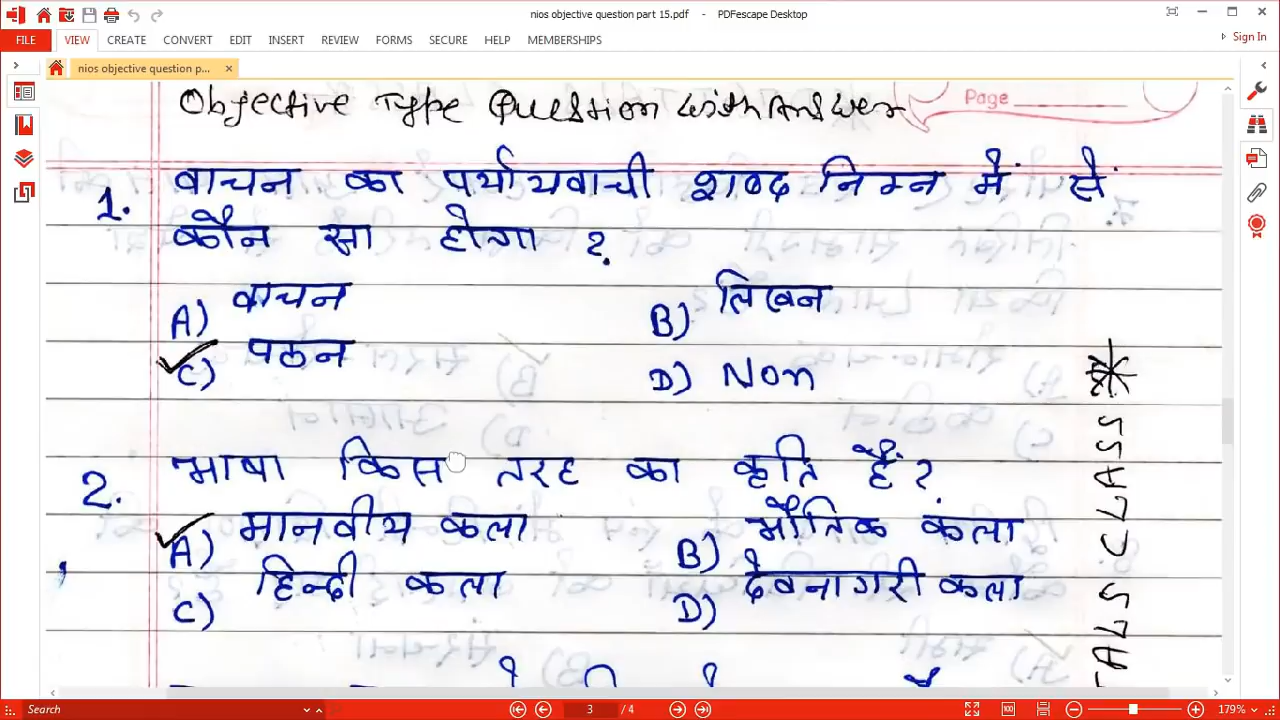 nios objective question part 15.pdf - PDFescape Desktop
FILE VIEW CREATE CONVERT EDIT INSERT REVIEW FORMS SECURE HELP MEMBERSHIPS Sign In
nios objective question p... ×
Objective Type Question with Answer
Page
1. वाचन का पर्यायवाची शब्द निम्न में से
कौन सा होगा ?
A) वाचन B) लिखन
C) पठन D) Non
2. भाषा किस तरह का कृति है ?
A) मानवीय कला B) भौतिक कला
C) हिन्दी कला D) देवनागरी कला
Search 3 / 4 179%